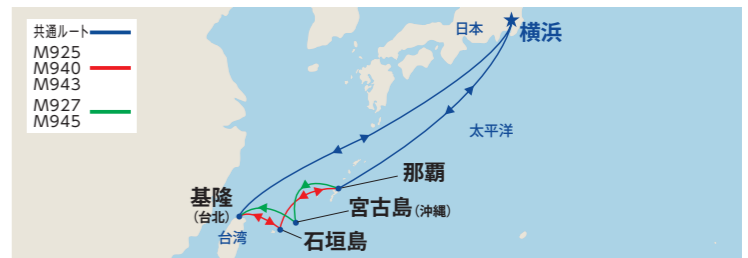 共通ルート
M925
M940
M943
M927
M945
日本
横浜
太平洋
那覇
宮古島(沖縄)
基隆
(台北)
台湾
石垣島